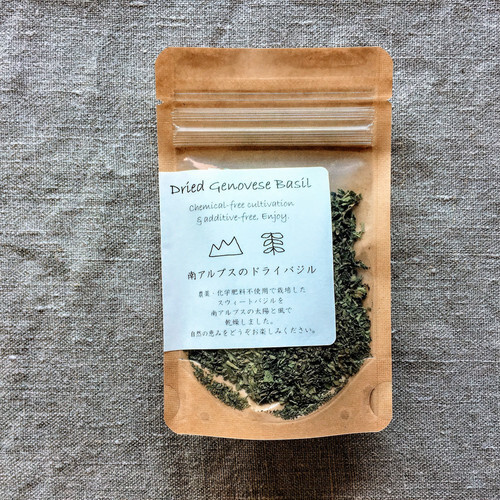 Dried Genovese Basil
Chemical-free cultivation
& additive-free, Enjoy.
南アルプスのドライバジル
農薬・化学肥料不使用で栽培した
スウィートバジルを
南アルプスの太陽と風で
乾燥しました。
自然の恵みをどうぞお楽しみください。